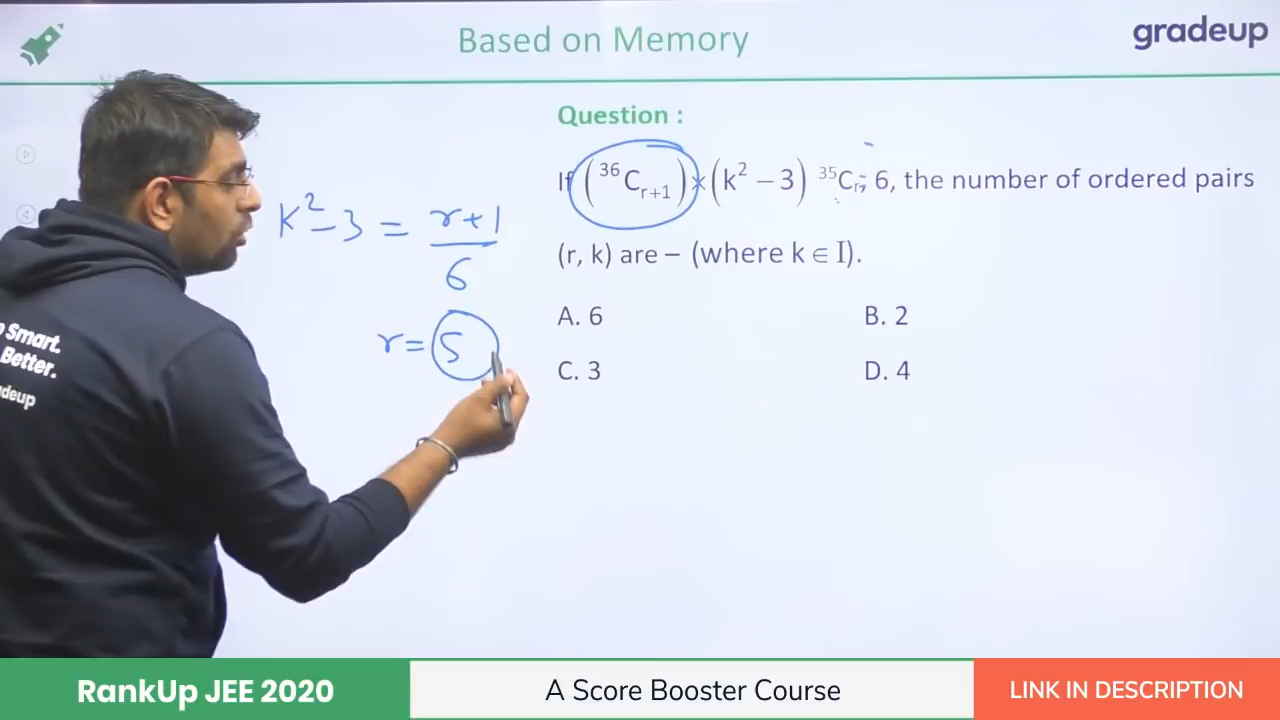 Based on Memory
gradeup
Question :
If (³⁶Cᵣ₊₁) × (k² – 3) ³⁵Cᵣ, 6, the number of ordered pairs
(r, k) are – (where k ∈ I).
A. 6
B. 2
C. 3
D. 4
k² - 3 = r+1
6
r = 5
Smart.
Better.
deup
RankUp JEE 2020
A Score Booster Course
LINK IN DESCRIPTION